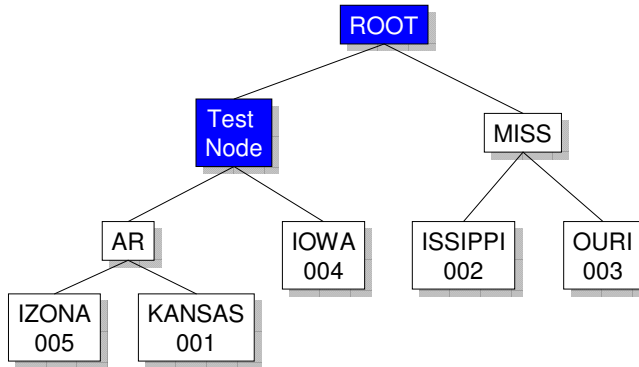 ROOT
Test
Node
MISS
AR
IOWA
004
ISSIPPI
002
OURI
003
IZONA
005
KANSAS
001